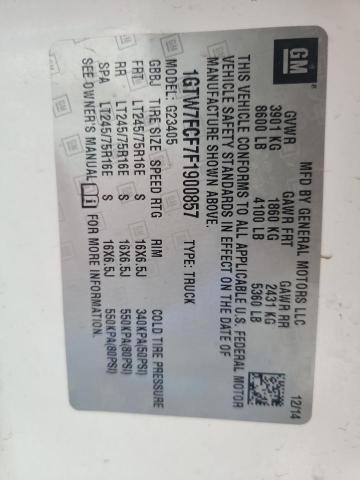 GM
MFD BY GENERAL MOTORS LLC 12/14
GVWR GAWR FRT GAWR RR
3901 KG 1860 KG 2431 KG
8600 LB 4100 LB 5360 LB
THIS VEHICLE CONFORMS TO ALL APPLICABLE U.S. FEDERAL MOTOR
VEHICLE SAFETY STANDARDS IN EFFECT ON THE DATE OF
MANUFACTURE SHOWN ABOVE.
1GTW7FCF7F1900857 TYPE: TRUCK
MODEL: G23405
GBBJ TIRE SIZE SPEED RTG RIM COLD TIRE PRESSURE
FRT LT245/75R16E S 16X6.5J 340KPA(50PSI)
RR LT245/75R16E S 16X6.5J 550KPA(80PSI)
SPA LT245/75R16E S 16X6.5J 550KPA(80PSI)
SEE OWNER'S MANUAL FOR MORE INFORMATION.